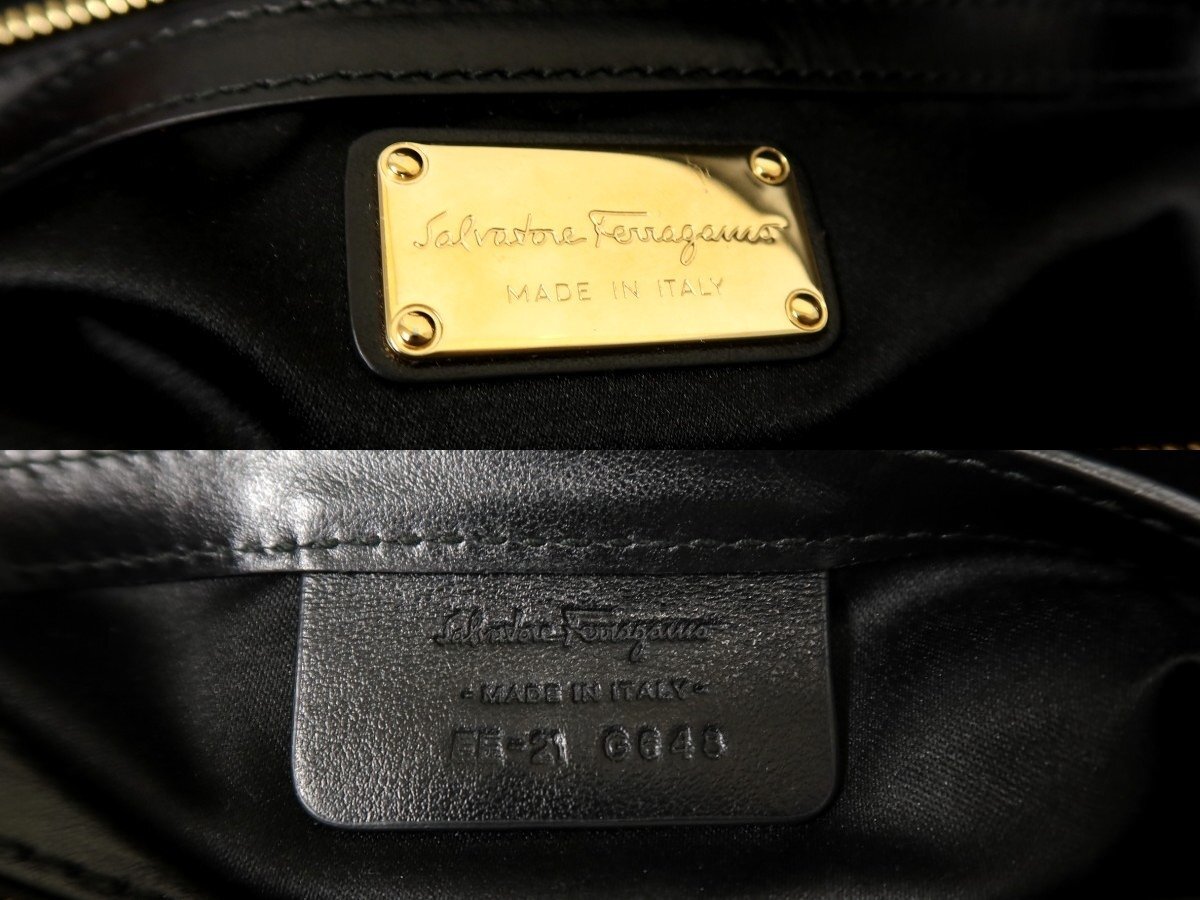 Salvatore Ferragamo
MADE IN ITALY
Salvatore Ferragamo
- MADE IN ITALY -
EE-21 G648